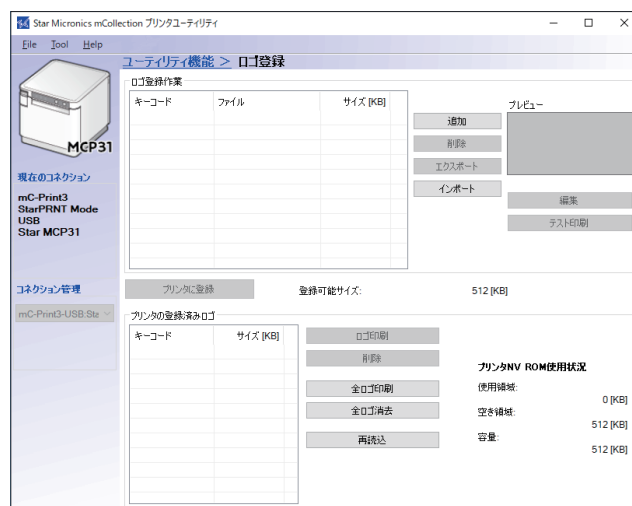 Star Micronics mCollection プリンタユーティリティ
File Tool Help
ユーティリティ機能 > ロゴ登録
MCP31
現在のコネクション
mC-Print3
StarPRNT Mode
USB
Star MCP31
コネクション管理
mC-Print3-USB:Sta
ロゴ登録作業
キーコード ファイル サイズ [KB]
追加
削除
エクスポート
インポート
プレビュー
編集
テスト印刷
プリンタに登録 登録可能サイズ: 512 [KB]
プリンタの登録済みロゴ
キーコード サイズ [KB]
ロゴ印刷
削除
全ロゴ印刷
全ロゴ消去
再読込
プリンタNV ROM使用状況
使用領域:
0 [KB]
空き領域:
512 [KB]
容量:
512 [KB]